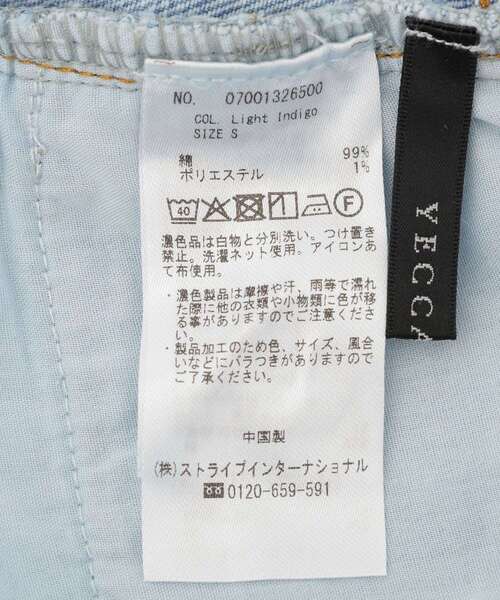 NO. 07001326500
COL. Light Indigo
SIZE S
綿 99%
ポリエステル 1%
40 F
濃色品は白物と分別洗い。つけ置き
禁止。洗濯ネット使用。アイロンあ
て布使用。
・濃色製品は摩擦や汗、雨等で濡れ
た際に他の衣類や小物類に色が移
る事がありますのでご注意くださ
い。
・製品加工のため色、サイズ、風合
いなどにバラつきがありますので
ご了承ください。
中国製
(株)ストライプインターナショナル
0120-659-591
YECCA